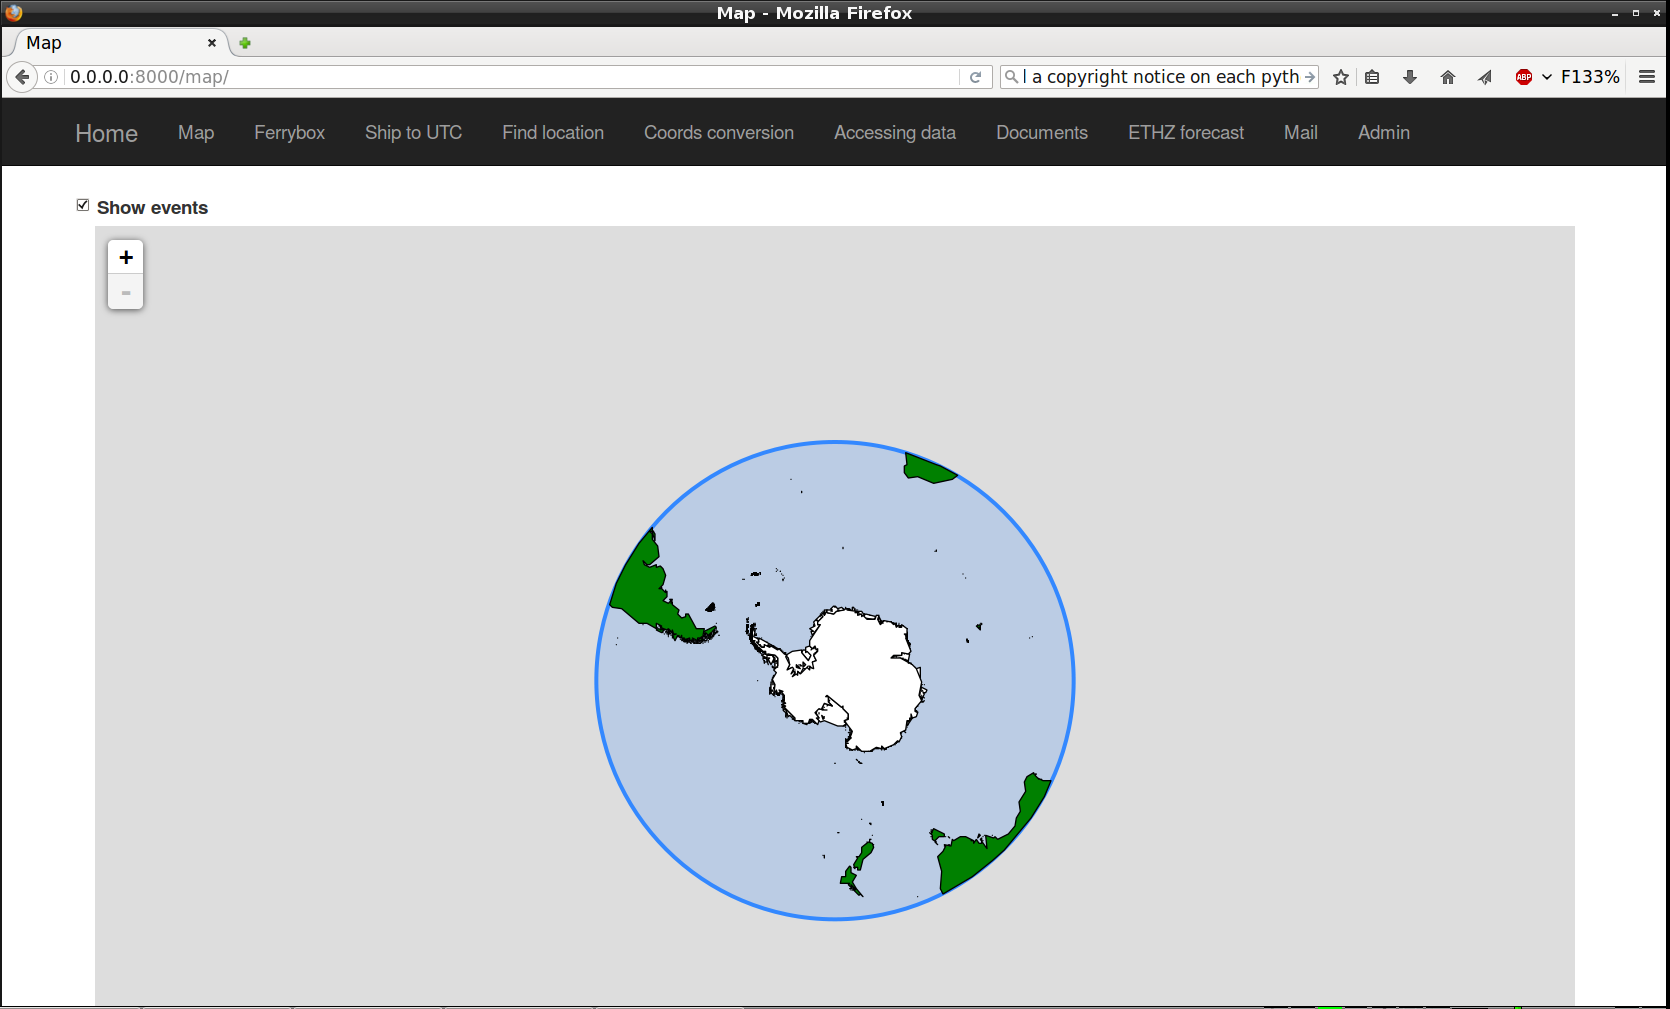 Map - Mozilla Firefox
Map
0.0.0.0:8000/map/
l a copyright notice on each pyth
ABP
F133%
Home Map Ferrybox Ship to UTC Find location Coords conversion Accessing data Documents ETHZ forecast Mail Admin
Show events
+
-